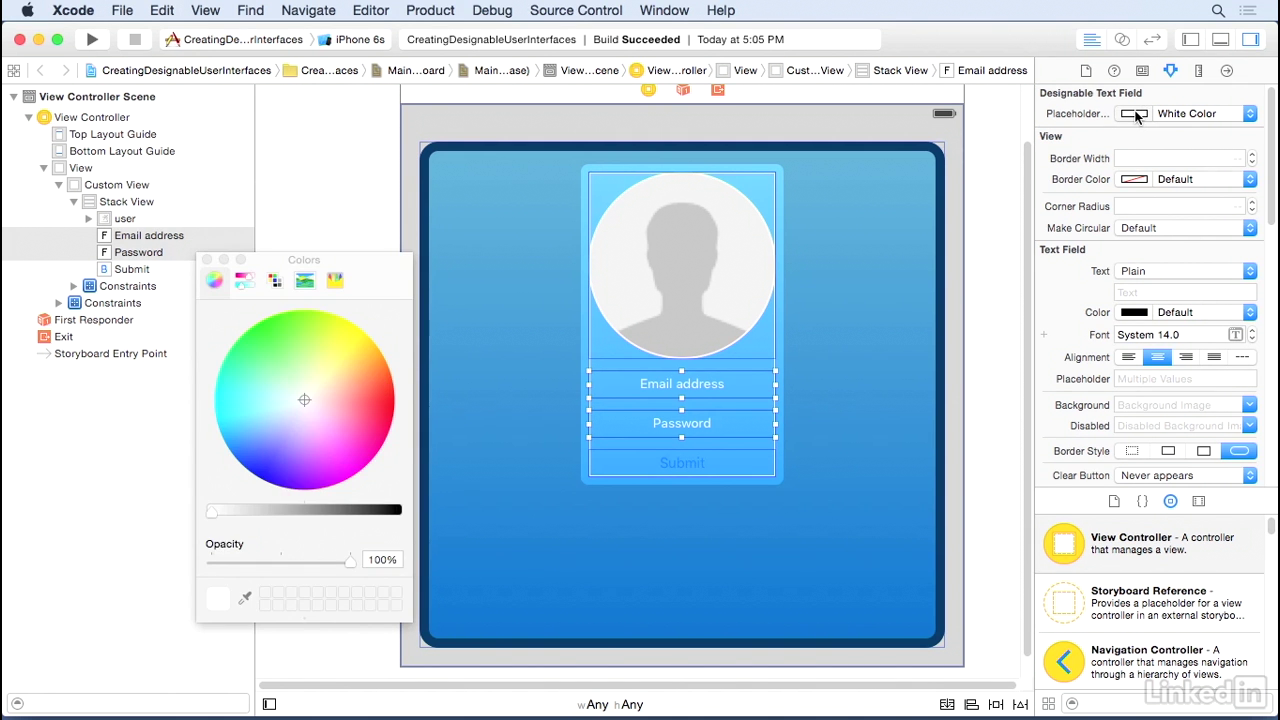 Xcode File Edit View Find Navigate Editor Product Debug Source Control Window Help
CreatingDe...rInterfaces iPhone 6s CreatingDesignableUserInterfaces Build Succeeded Today at 5:05 PM
CreatingDesignableUserInterfaces Crea...aces Main...oard Main...ase) View...cene View...roller View Cust...View Stack View F Email address
View Controller Scene
View Controller
Top Layout Guide
Bottom Layout Guide
View
Custom View
Stack View
user
F Email address
F Password
B Submit
Constraints
Constraints
First Responder
Exit
Storyboard Entry Point
Colors
Opacity
100%
Email address
Password
Submit
wAny hAny
Designable Text Field
Placeholder... White Color
View
Border Width
Border Color Default
Corner Radius
Make Circular Default
Text Field
Text Plain
Text
Color Default
Font System 14.0 T
Alignment
Placeholder Multiple Values
Background Background Image
Disabled Disabled Background Im
Border Style
Clear Button Never appears
View Controller - A controller
that manages a view.
Storyboard Reference -
Provides a placeholder for a view
controller in an external storybo...
Navigation Controller - A
controller that manages navigation
through a hierarchy of views.
Linked in